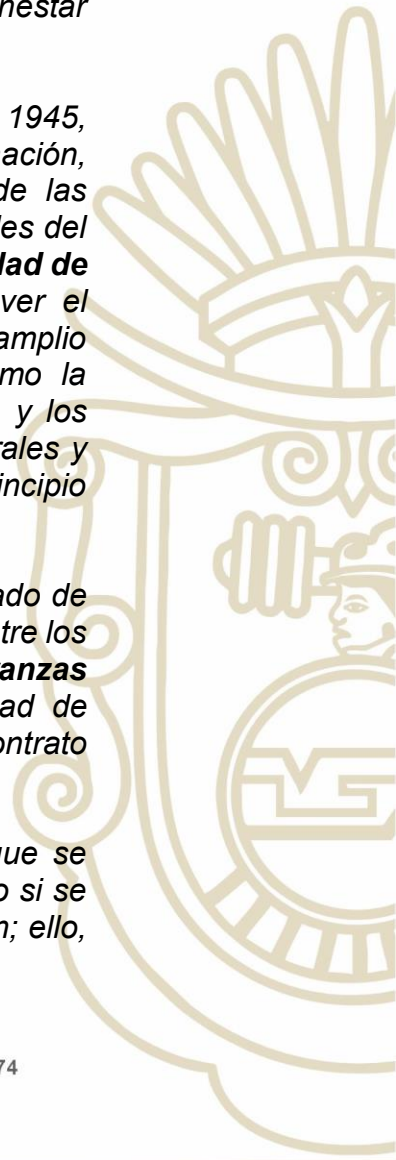 nestar
1945,
ación,
de las
les del
dad de
ver el
amplio
mo la
y los
rales y
incipio
ado de
tre los
anzas
ad de
ontrato
que se
o si se
n; ello,
74